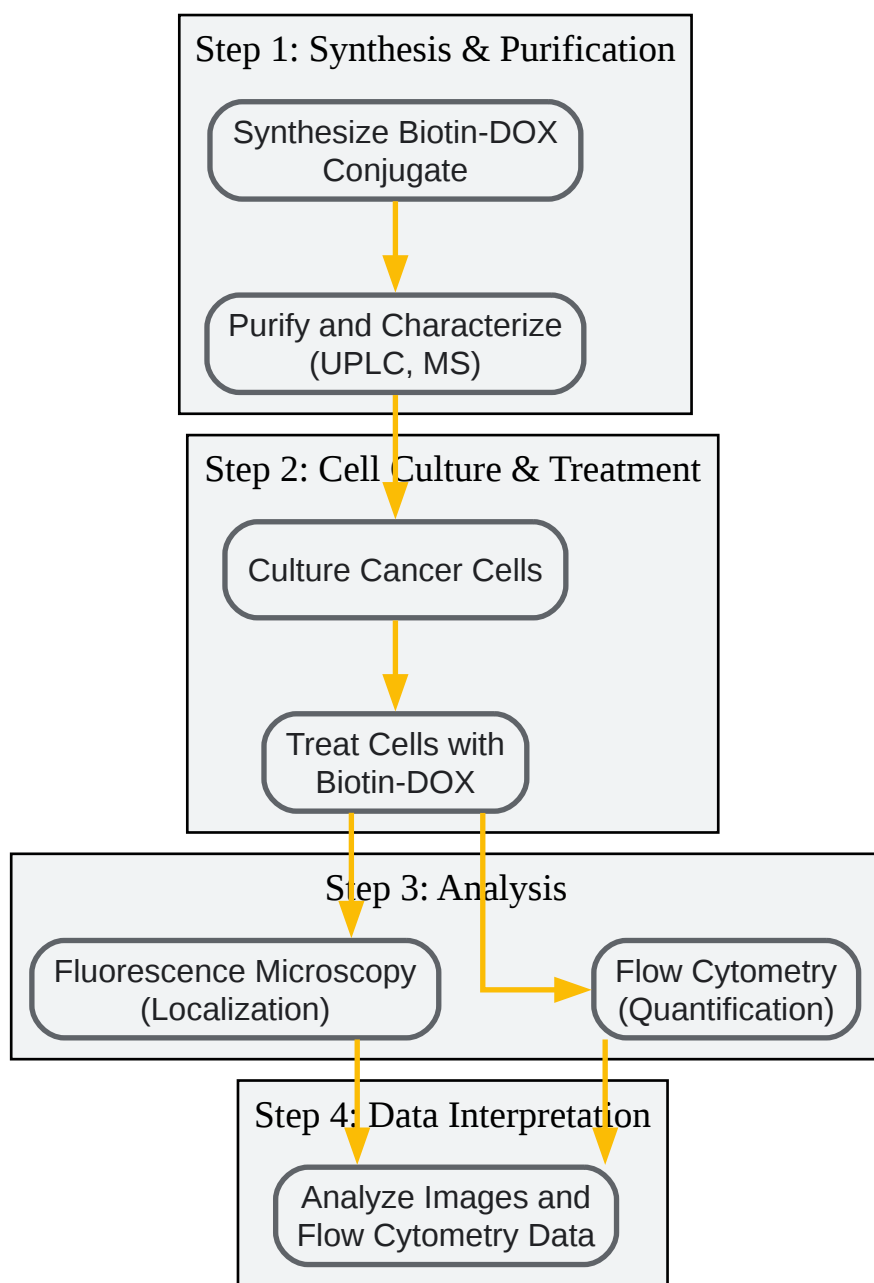 Step 1: Synthesis & Purification
Synthesize Biotin-DOX
Conjugate
Purify and Characterize
(UPLC, MS)
Step 2: Cell Culture & Treatment
Culture Cancer Cells
Treat Cells with
Biotin-DOX
Step 3: Analysis
Fluorescence Microscopy
(Localization)
Flow Cytometry
(Quantification)
Step 4: Data Interpretation
Analyze Images and
Flow Cytometry Data